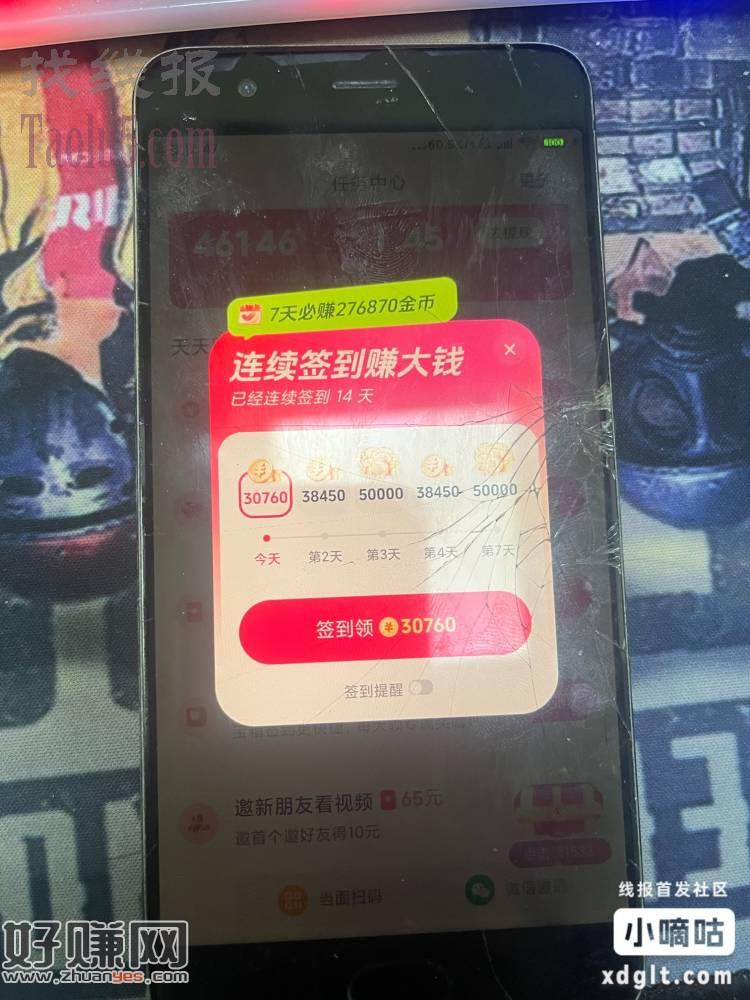 找线报
Taoh5.com
100
任务中心
46146
45
7天必赚276870金币
连续签到赚大钱
已经连续签到 14 天
30760
38450
50000
38450
50000
今天
第2天
第3天
第4天
第7天
签到领 30760
签到提醒
邀新朋友看视频 65元
邀首个邀好友得10元
当面扫码
好赚网
www.zhuanyes.com
线报首发社区
小嘀咕
xdglt.com